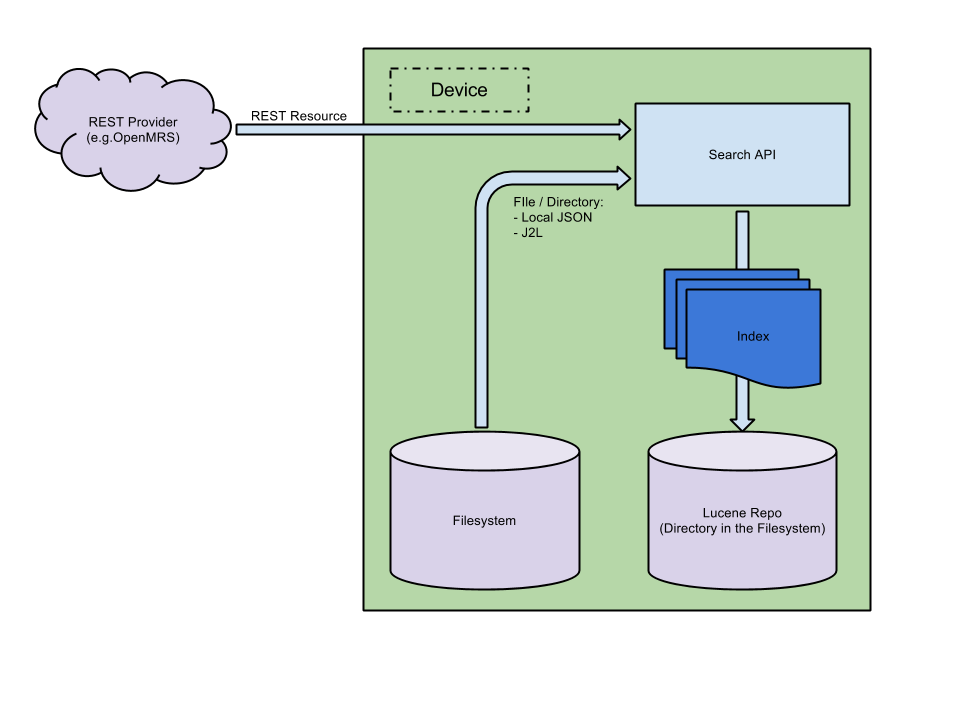 Device
REST Provider
(e.g.OpenMRS)
REST Resource
Search API
FIle / Directory:
- Local JSON
- J2L
Index
Filesystem
Lucene Repo
(Directory in the Filesystem)